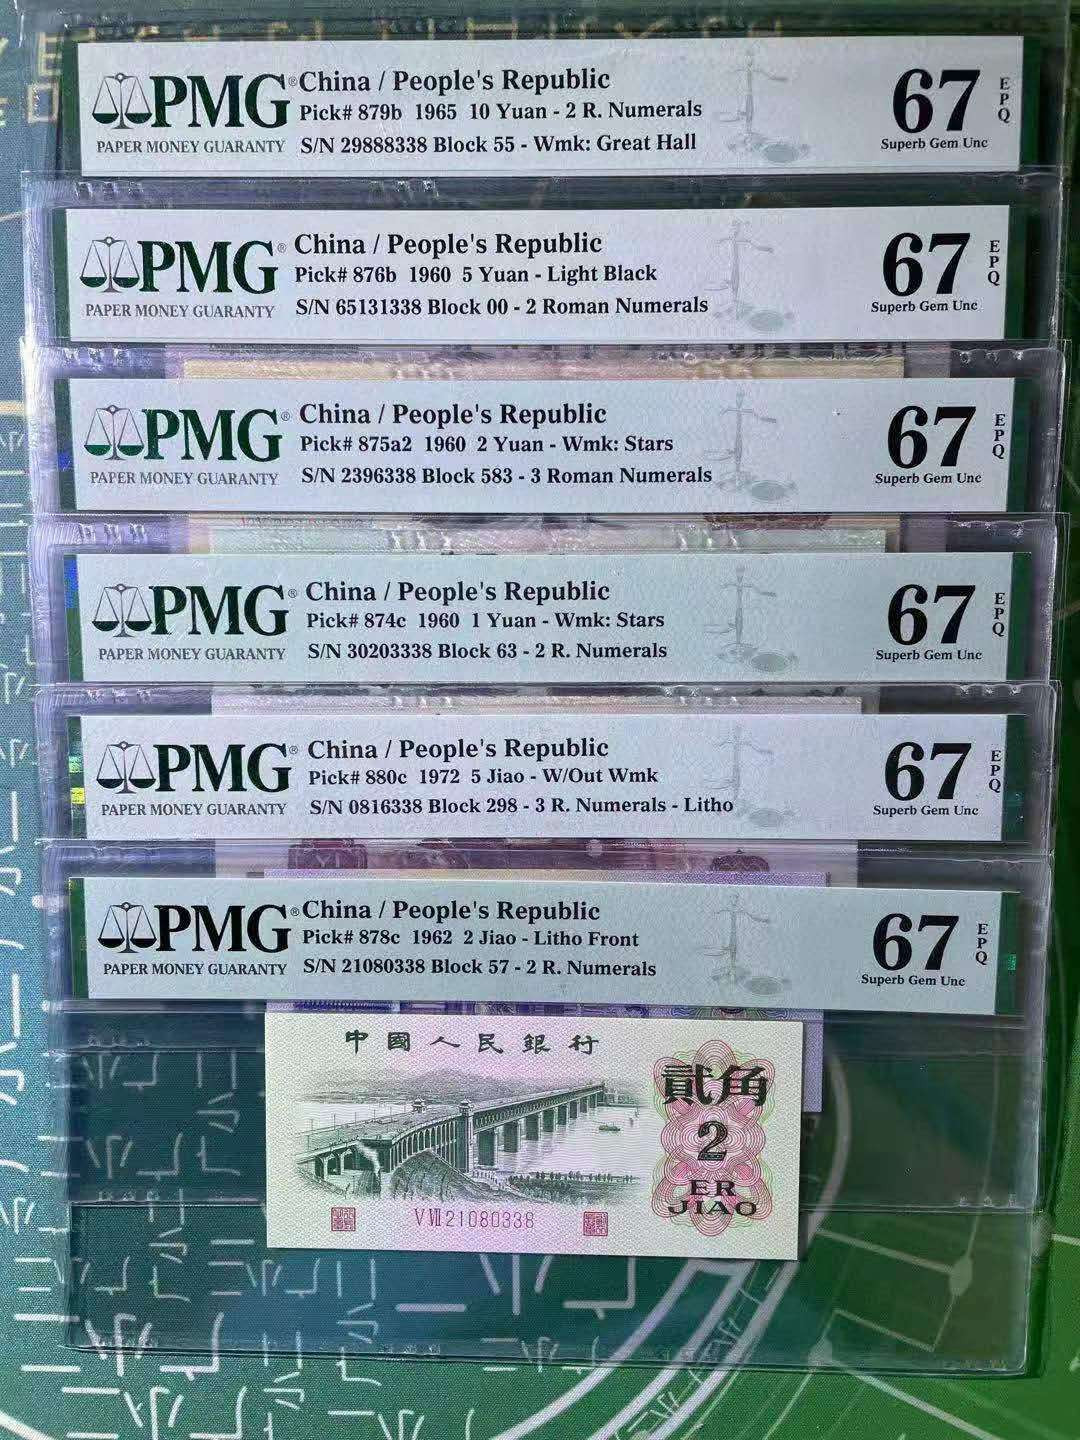 PMG® China / People's Republic
Pick# 879b 1965 10 Yuan - 2 R. Numerals
PAPER MONEY GUARANTY S/N 29888338 Block 55 - Wmk: Great Hall
67 EPQ
Superb Gem Unc
PMG® China / People's Republic
Pick# 876b 1960 5 Yuan - Light Black
PAPER MONEY GUARANTY S/N 65131338 Block 00 - 2 Roman Numerals
67 EPQ
Superb Gem Unc
PMG® China / People's Republic
Pick# 875a2 1960 2 Yuan - Wmk: Stars
PAPER MONEY GUARANTY S/N 2396338 Block 583 - 3 Roman Numerals
67 EPQ
Superb Gem Unc
PMG® China / People's Republic
Pick# 874c 1960 1 Yuan - Wmk: Stars
PAPER MONEY GUARANTY S/N 30203338 Block 63 - 2 R. Numerals
67 EPQ
Superb Gem Unc
PMG® China / People's Republic
Pick# 880c 1972 5 Jiao - W/Out Wmk
PAPER MONEY GUARANTY S/N 0816338 Block 298 - 3 R. Numerals - Litho
67 EPQ
Superb Gem Unc
PMG® China / People's Republic
Pick# 878c 1962 2 Jiao - Litho Front
PAPER MONEY GUARANTY S/N 21080338 Block 57 - 2 R. Numerals
67 EPQ
Superb Gem Unc
中國人民銀行
貳角
2
ER
JIAO
V Ⅶ 21080338